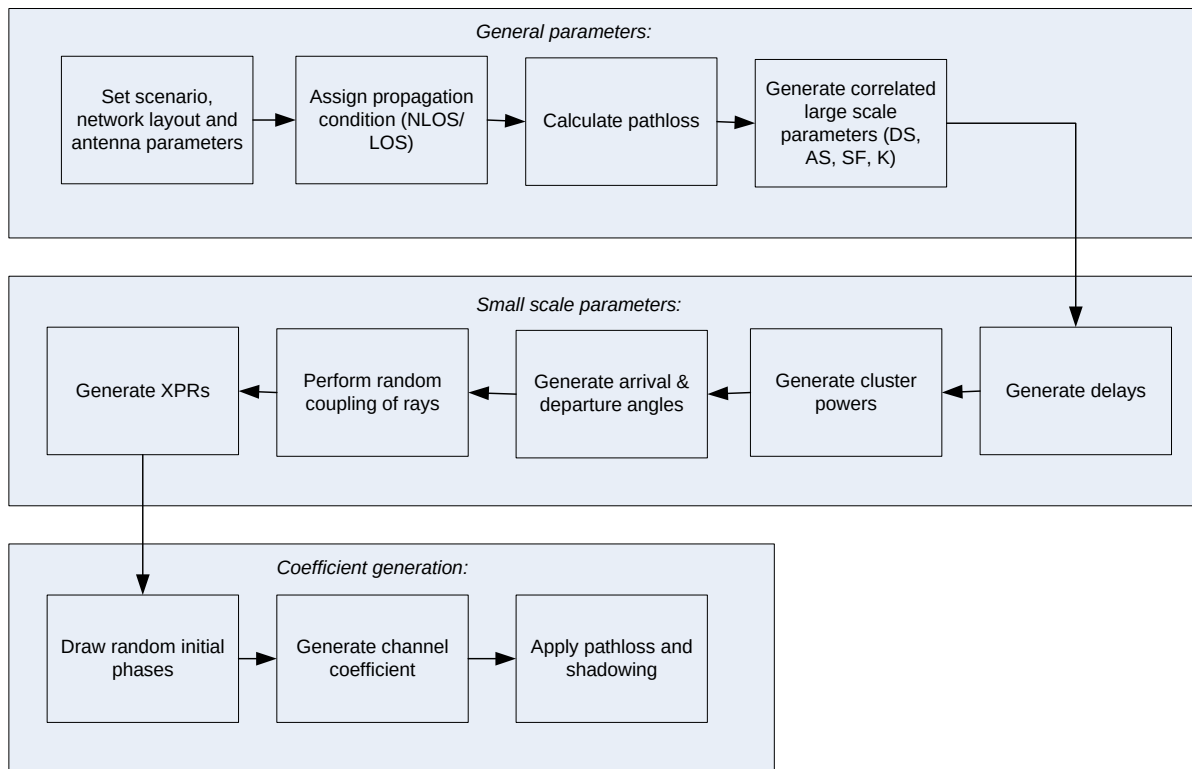 General parameters:
Set scenario,
network layout and
antenna parameters
Assign propagation
condition (NLOS/
LOS)
Calculate pathloss
Generate correlated
large scale
parameters (DS,
AS, SF, K)
Small scale parameters:
Generate XPRs
Perform random
coupling of rays
Generate arrival &
departure angles
Generate cluster
powers
Generate delays
Coefficient generation:
Draw random initial
phases
Generate channel
coefficient
Apply pathloss and
shadowing